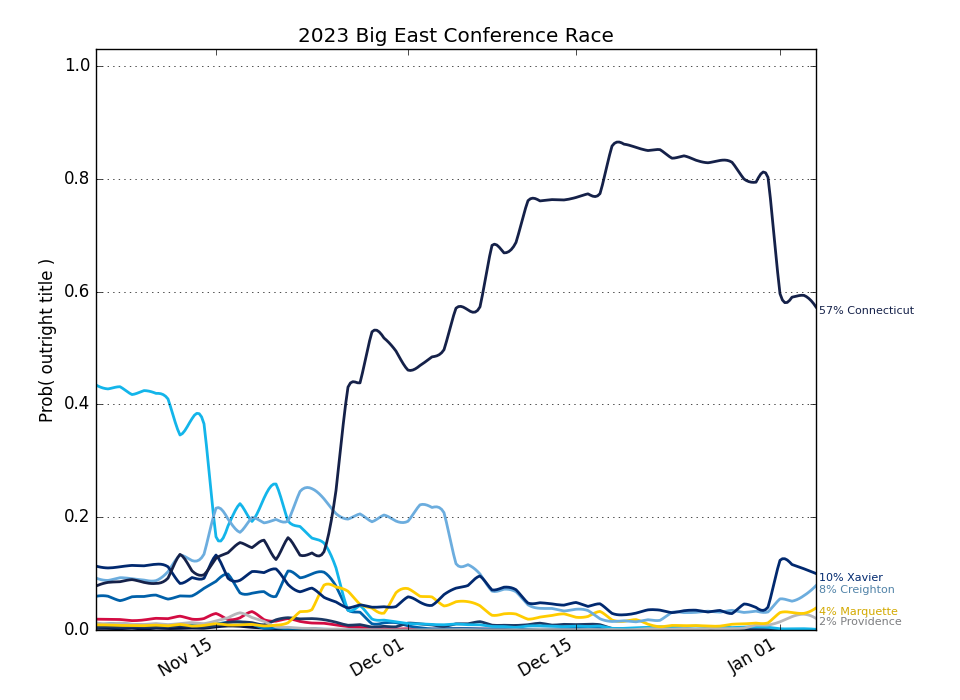 2023 Big East Conference Race
Prob( outright title )
1.0
0.8
0.6
0.4
0.2
0.0
57% Connecticut
10% Xavier
8% Creighton
4% Marquette
2% Providence
Nov 15
Dec 01
Dec 15
Jan 01